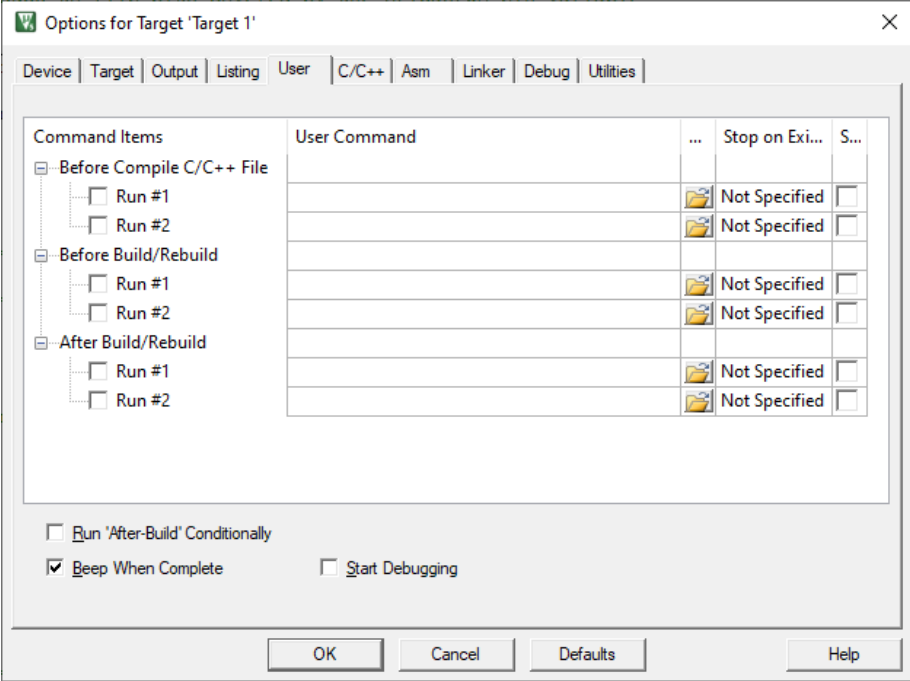 Options for Target 'Target 1'
Device Target Output Listing User C/C++ Asm Linker Debug Utilities
Command Items User Command ... Stop on Exi... S...
Before Compile C/C++ File
Run #1 Not Specified
Run #2 Not Specified
Before Build/Rebuild
Run #1 Not Specified
Run #2 Not Specified
After Build/Rebuild
Run #1 Not Specified
Run #2 Not Specified
Run 'After-Build' Conditionally
Beep When Complete Start Debugging
OK Cancel Defaults Help